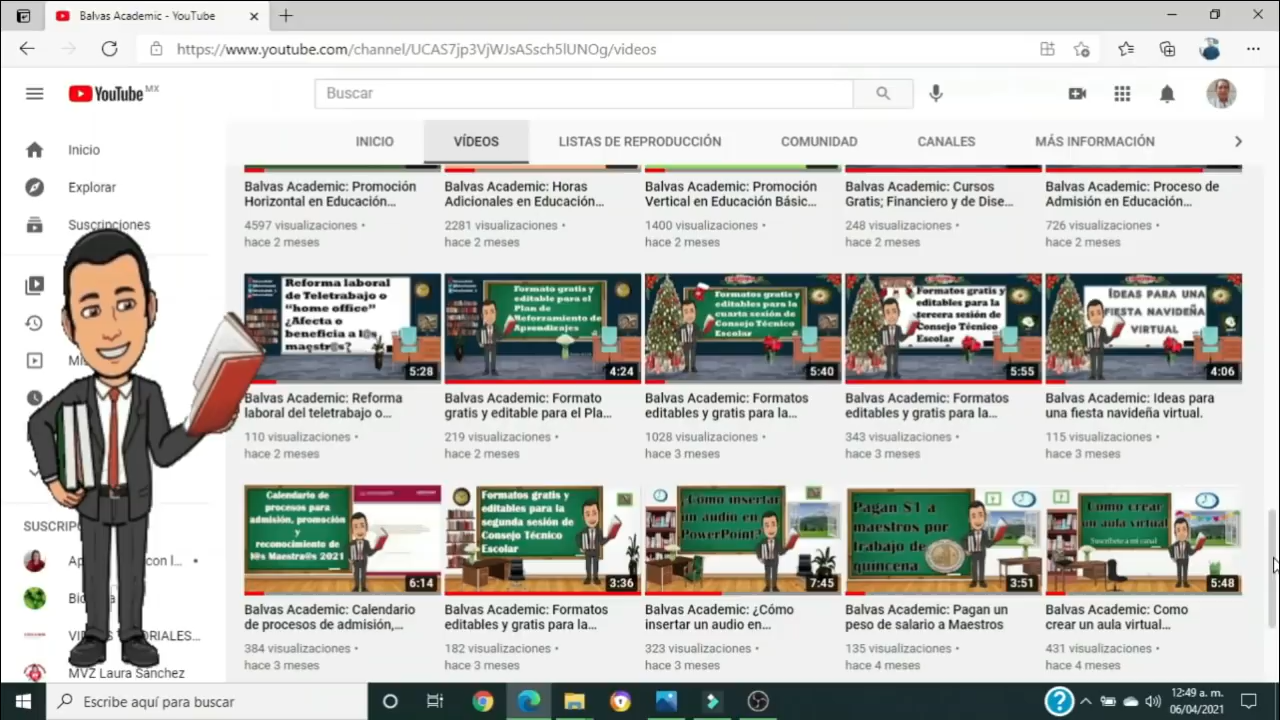 Balvas Academic - YouTube
https://www.youtube.com/channel/UCAS7jp3VjWJsASsch5lUNOg/videos
YouTube MX
Buscar
INICIO
VÍDEOS
LISTAS DE REPRODUCCIÓN
COMUNIDAD
CANALES
MÁS INFORMACIÓN
Inicio
Explorar
Suscripciones
SUSCRIPC
con l...
VI
ORIALES...
MVZ Laura Sánchez
Balvas Academic: Promoción
Horizontal en Educación...
4597 visualizaciones •
hace 2 meses
Balvas Academic: Horas
Adicionales en Educación...
2281 visualizaciones •
hace 2 meses
Balvas Academic: Promoción
Vertical en Educación Básic...
1400 visualizaciones •
hace 2 meses
Balvas Academic: Cursos
Gratis; Financiero y de Dise...
248 visualizaciones •
hace 2 meses
Balvas Academic: Proceso de
Admisión en Educación...
726 visualizaciones •
hace 2 meses
Reforma laboral
de Teletrabajo o
"home office"
¿Afecta o
beneficia a l@s
maestr@s?
5:28
Balvas Academic: Reforma
laboral del teletrabajo o...
110 visualizaciones •
hace 2 meses
Formato gratis y
editable para el
Plan de
Reforzamiento de
Aprendizajes
4:24
Balvas Academic: Formato
gratis y editable para el Pla...
219 visualizaciones •
hace 2 meses
Formatos gratis y
editables para la
cuarta sesión de
Consejo Técnico
Escolar
5:40
Balvas Academic: Formatos
editables y gratis para la...
1028 visualizaciones •
hace 3 meses
Formatos gratis y
editables para la
tercera sesión de
Consejo Técnico
Escolar
5:55
Balvas Academic: Formatos
editables y gratis para la...
343 visualizaciones •
hace 3 meses
IDEAS PARA UNA
FIESTA NAVIDEÑA
VIRTUAL
4:06
Balvas Academic: Ideas para
una fiesta navideña virtual.
115 visualizaciones •
hace 3 meses
Calendario de
procesos para
admisión, promoción
y
reconocimiento de
l@s Maestr@s 2021
6:14
Balvas Academic: Calendario
de procesos de admisión,...
384 visualizaciones •
hace 3 meses
Formatos gratis y
editables para la
segunda sesión de
Consejo Técnico
Escolar
3:36
Balvas Academic: Formatos
editables y gratis para la...
182 visualizaciones •
hace 3 meses
¿Como insertar
un audio en
PowerPoint?
7:45
Balvas Academic: ¿Cómo
insertar un audio en...
323 visualizaciones •
hace 3 meses
Pagan $1 a
maestros por
trabajo de
quincena
3:51
Balvas Academic: Pagan un
peso de salario a Maestros
135 visualizaciones •
hace 4 meses
Como crear
un aula virtual
Suscríbete a mi canal
5:48
Balvas Academic: Como
crear un aula virtual...
431 visualizaciones •
hace 4 meses
Escribe aquí para buscar
12:49 a. m.
06/04/2021